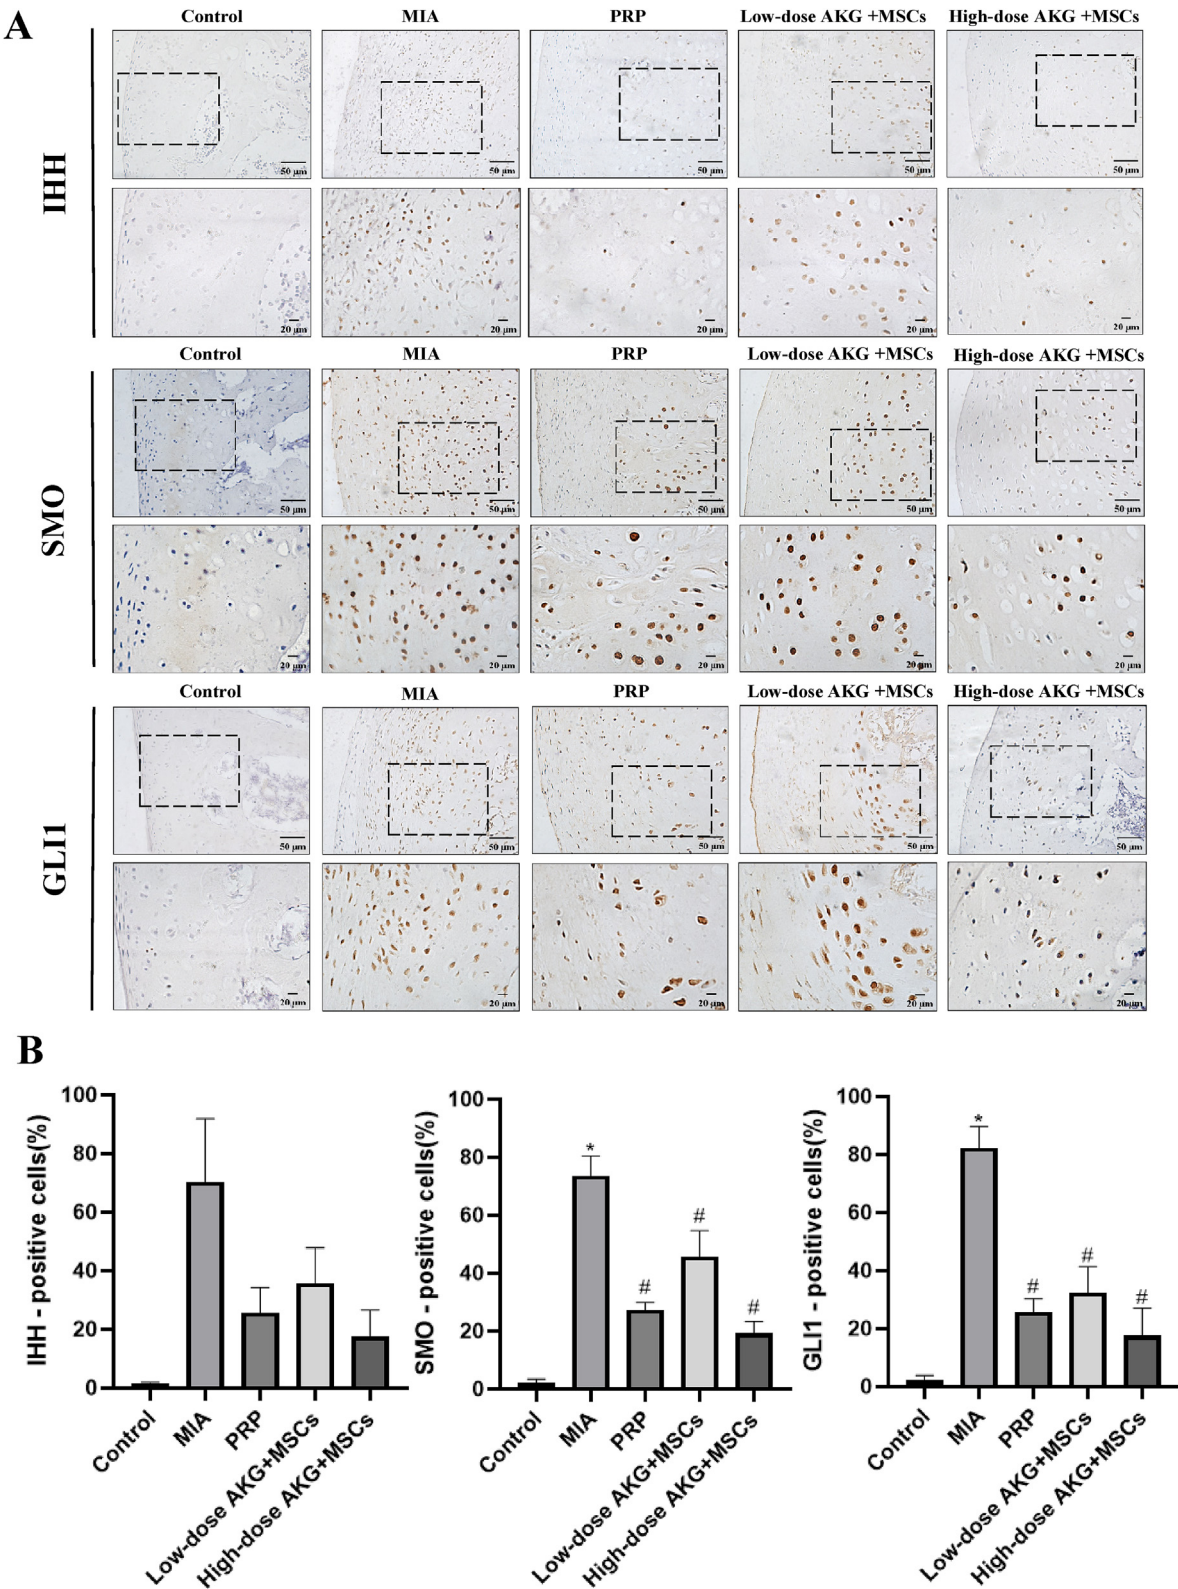 A
Control MIA PRP Low-dose AKG +MSCs High-dose AKG +MSCs
IHH
50 μm 50 μm 50 μm 50 μm 50 μm
20 μm 20 μm 20 μm 20 μm 20 μm
Control MIA PRP Low-dose AKG +MSCs High-dose AKG +MSCs
SMO
50 μm 50 μm 50 μm 50 μm 50 μm
20 μm 20 μm 20 μm 20 μm 20 μm
Control MIA PRP Low-dose AKG +MSCs High-dose AKG +MSCs
GLI1
50 μm 50 μm 50 μm 50 μm 50 μm
20 μm 20 μm 20 μm 20 μm 20 μm
B
IHH - positive cells(%)
100
80
60
40
20
0
Control
MIA
PRP
Low-dose AKG+MSCs
High-dose AKG+MSCs
SMO - positive cells(%)
100
80
60
40
20
0
*
#
#
#
Control
MIA
PRP
Low-dose AKG+MSCs
High-dose AKG+MSCs
GLI1 - positive cells(%)
100
80
60
40
20
0
*
#
#
#
Control
MIA
PRP
Low-dose AKG+MSCs
High-dose AKG+MSCs